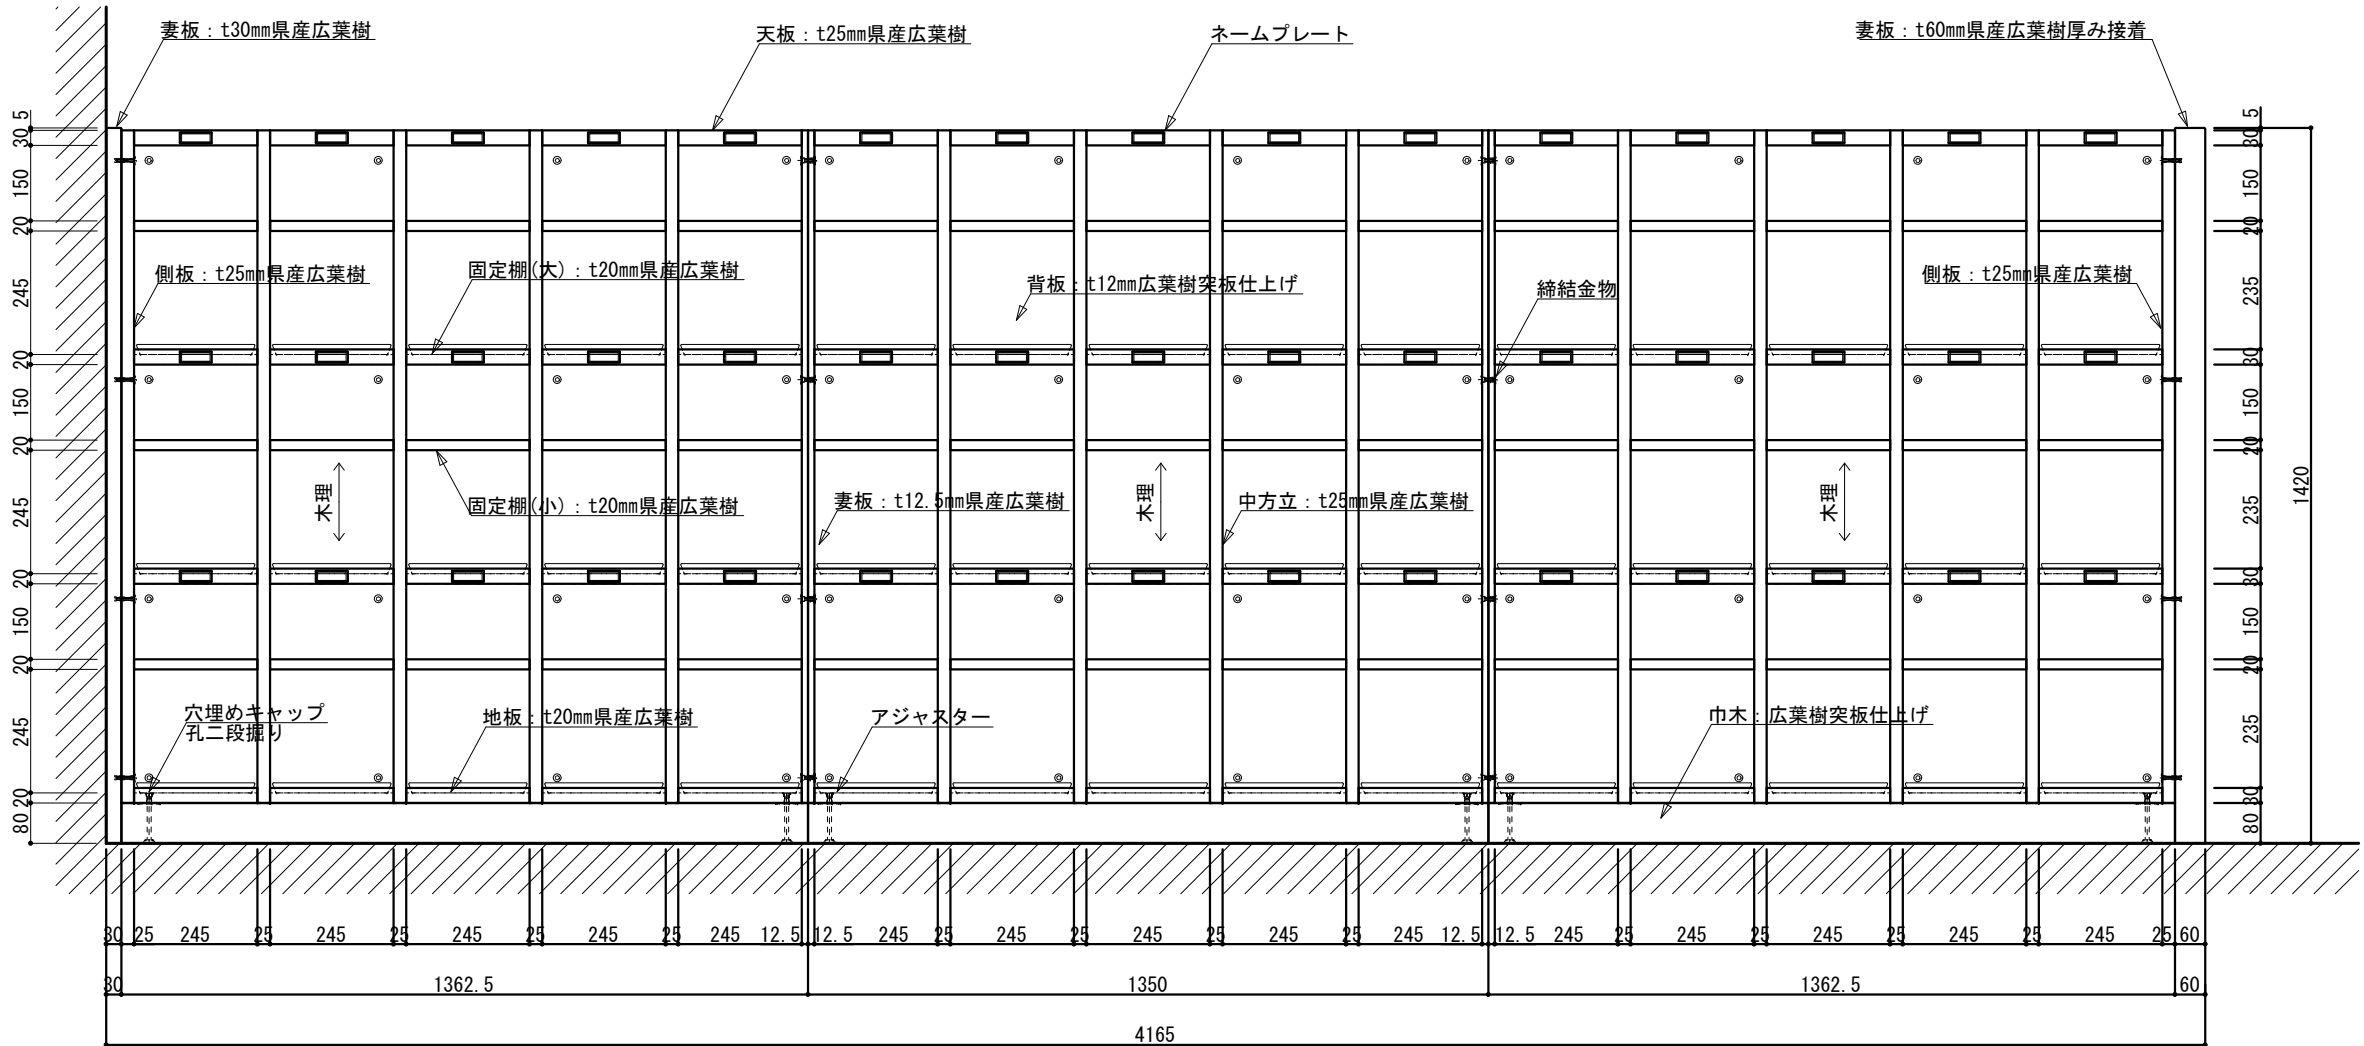 妻板：t30mm県産広葉樹
天板：t25mm県産広葉樹
ネームプレート
妻板：t60mm県産広葉樹厚み接着
側板：t25mm県産広葉樹
固定棚(大)：t20mm県産広葉樹
背板：t12mm広葉樹突板仕上げ
締結金物
側板：t25mm県産広葉樹
木理
固定棚(小)：t20mm県産広葉樹
妻板：t12.5mm県産広葉樹
木理
中方立：t25mm県産広葉樹
木理
穴埋めキャップ
孔二段掘り
地板：t20mm県産広葉樹
アジャスター
巾木：広葉樹突板仕上げ
5
30
150
20
245
20
150
20
245
20
150
20
245
20
80
5
30
150
20
235
30
150
20
235
30
150
20
235
30
80
1420
30 25 245 25 245 25 245 25 245 25 245 12.5 12.5 245 25 245 25 245 25 245 25 245 12.5 12.5 245 25 245 25 245 25 245 25 245 25 60
30 1362.5 1350 1362.5 60
4165